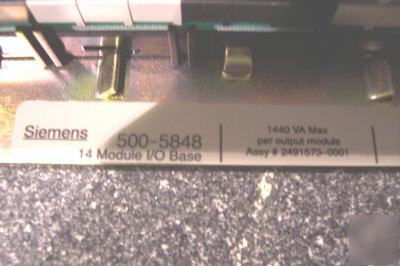 Siemens
500-5848
14 Module I/O Base
1440 VA Max
per output module
Assy # 2491573-0001